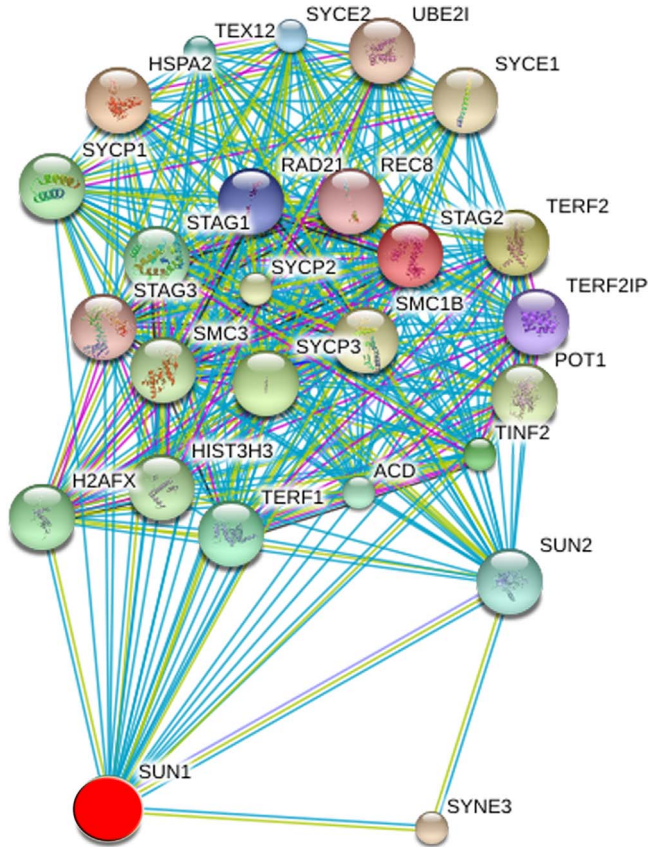 SYCE2
UBE2I
TEX12
HSPA2
SYCE1
SYCP1
RAD21
REC8
STAG1
STAG2
TERF2
SYCP2
TERF2IP
STAG3
SMC1B
SMC3
SYCP3
POT1
TINF2
HIST3H3
ACD
H2AFX
TERF1
SUN2
SUN1
SYNE3